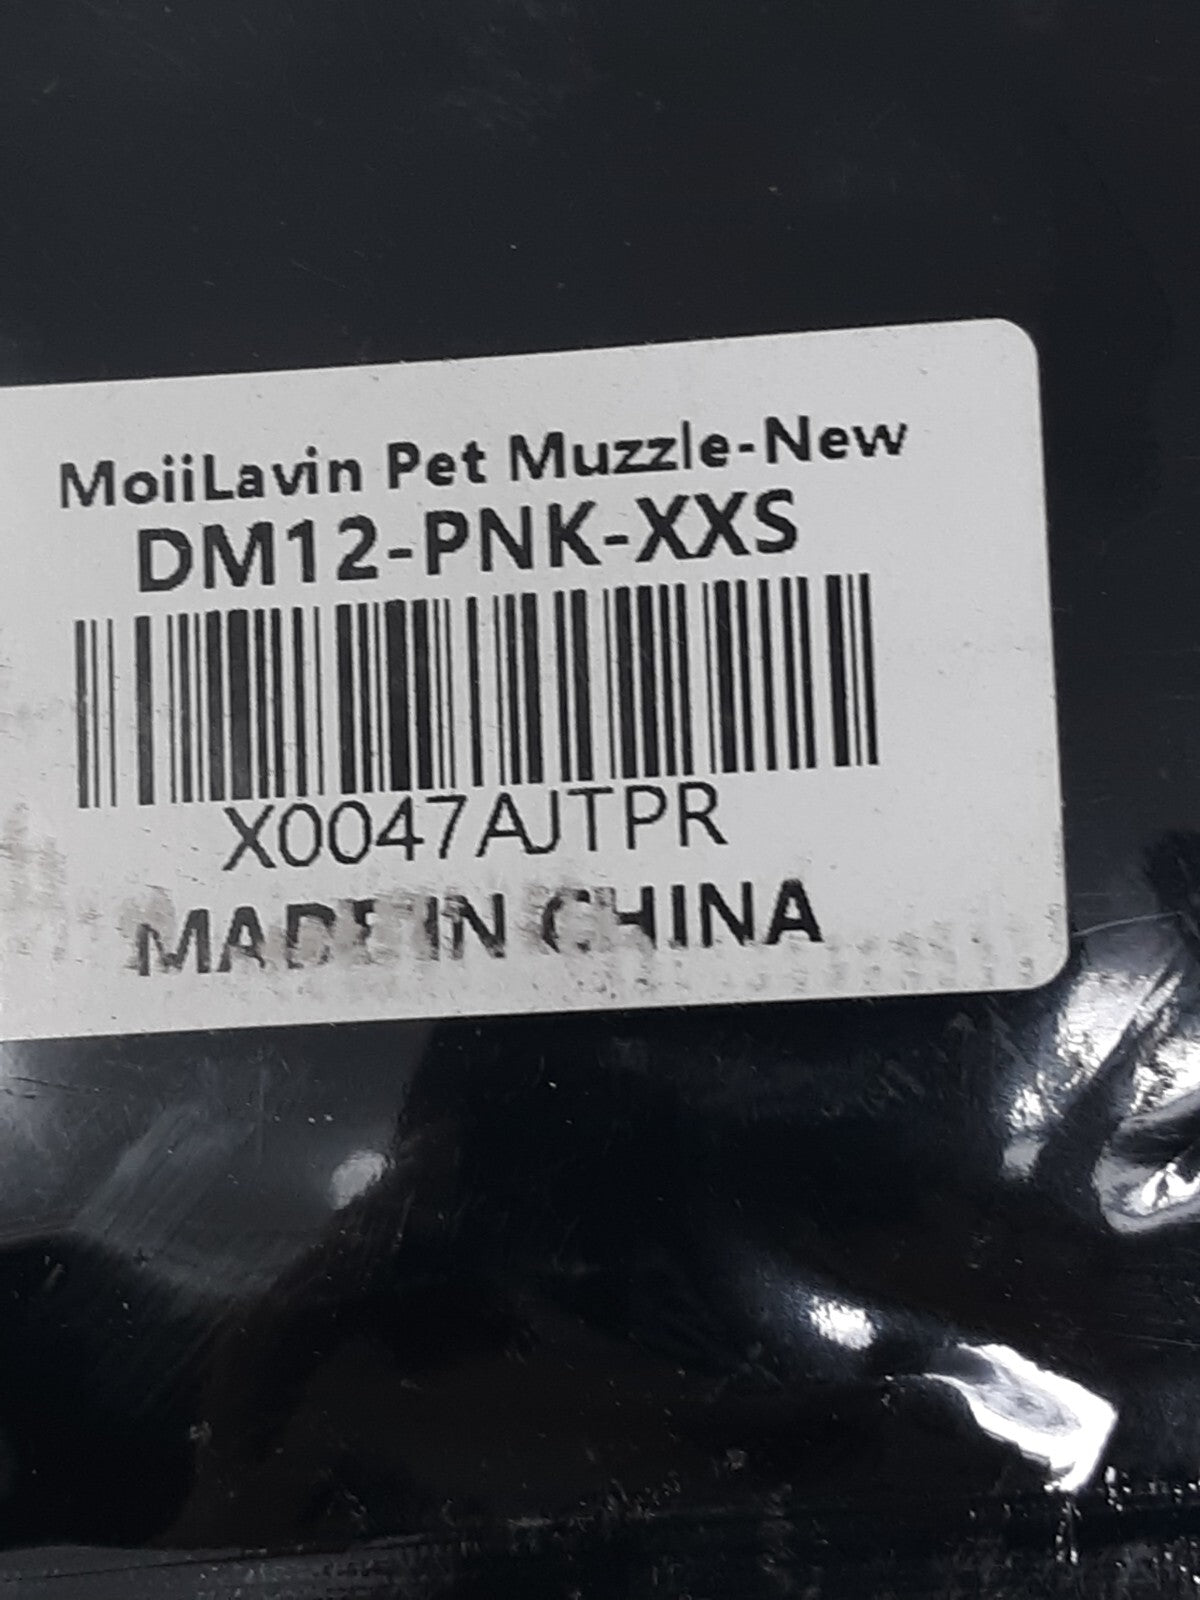 MoiiLavin Pet Muzzle-New
DM12-PNK-XXS
X0047AJTPR
MADE IN CHINA